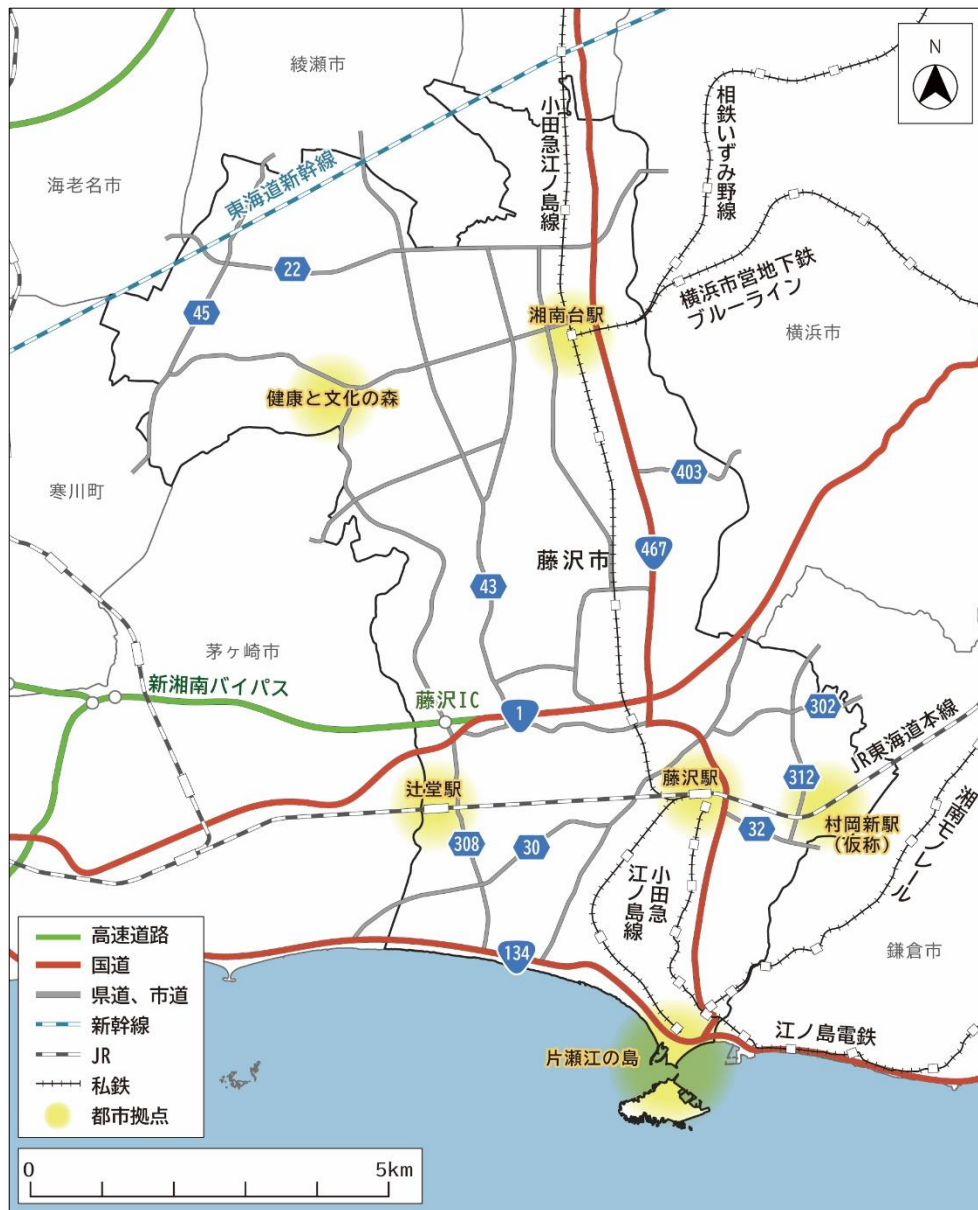 N
綾瀬市
小田急江ノ島線
相鉄いずみ野線
海老名市
東海道新幹線
22
45
横浜市営地下鉄
ブルーライン
湘南台駅
横浜市
健康と文化の森
403
寒川町
467
藤沢市
43
茅ヶ崎市
新湘南バイパス
藤沢IC
1
302
JR東海道本線
辻堂駅
藤沢駅
312
村岡新駅
(仮称)
32
308
30
小田急
江ノ島線
湘南モノレール
鎌倉市
134
江ノ島電鉄
片瀬江の島
高速道路
国道
県道、市道
新幹線
JR
私鉄
都市拠点
0
5km